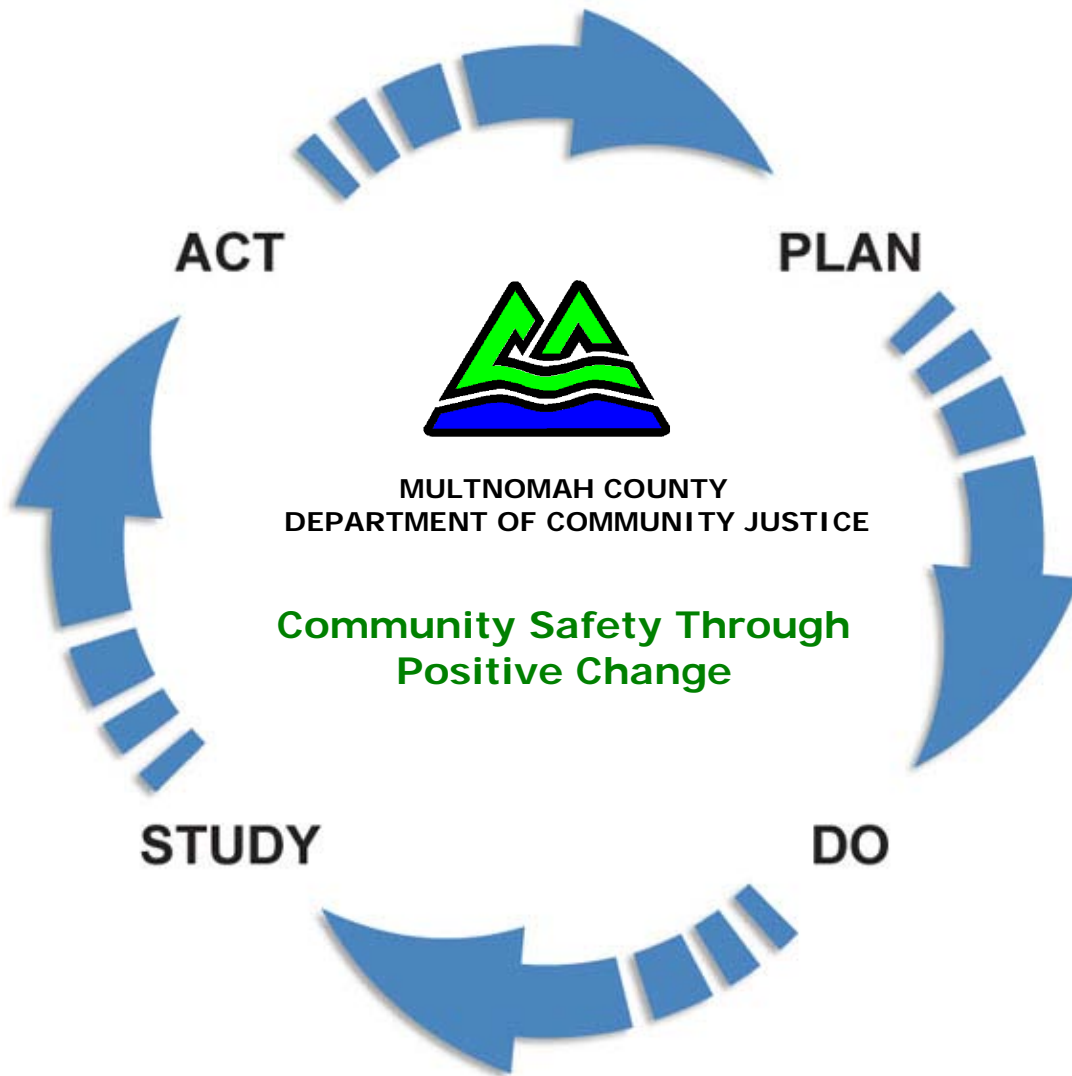 ACT
PLAN
MULTNOMAH COUNTY
DEPARTMENT OF COMMUNITY JUSTICE
Community Safety Through
Positive Change
STUDY
DO